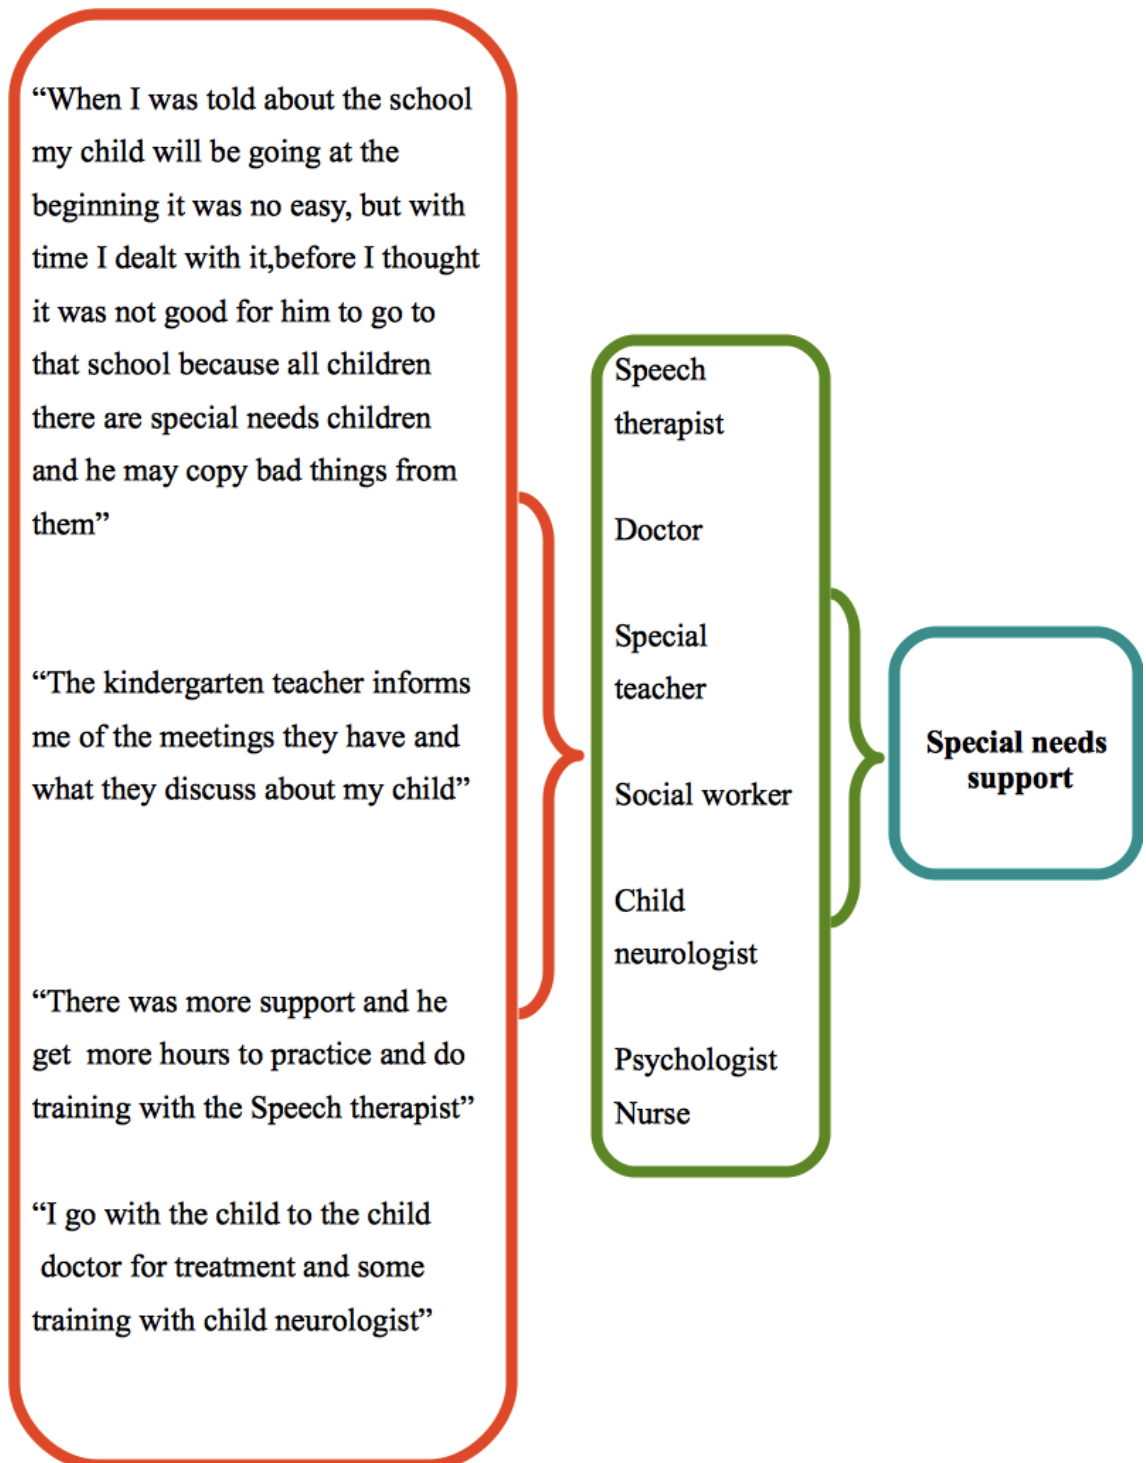 “When I was told about the school
my child will be going at the
beginning it was no easy, but with
time I dealt with it,before I thought
it was not good for him to go to
that school because all children
there are special needs children
and he may copy bad things from
them”
“The kindergarten teacher informs
me of the meetings they have and
what they discuss about my child”
“There was more support and he
get  more hours to practice and do
training with the Speech therapist”
“I go with the child to the child
doctor for treatment and some
training with child neurologist”
Speech
therapist
Doctor
Special
teacher
Social worker
Child
neurologist
Psychologist
Nurse
Special needs
support